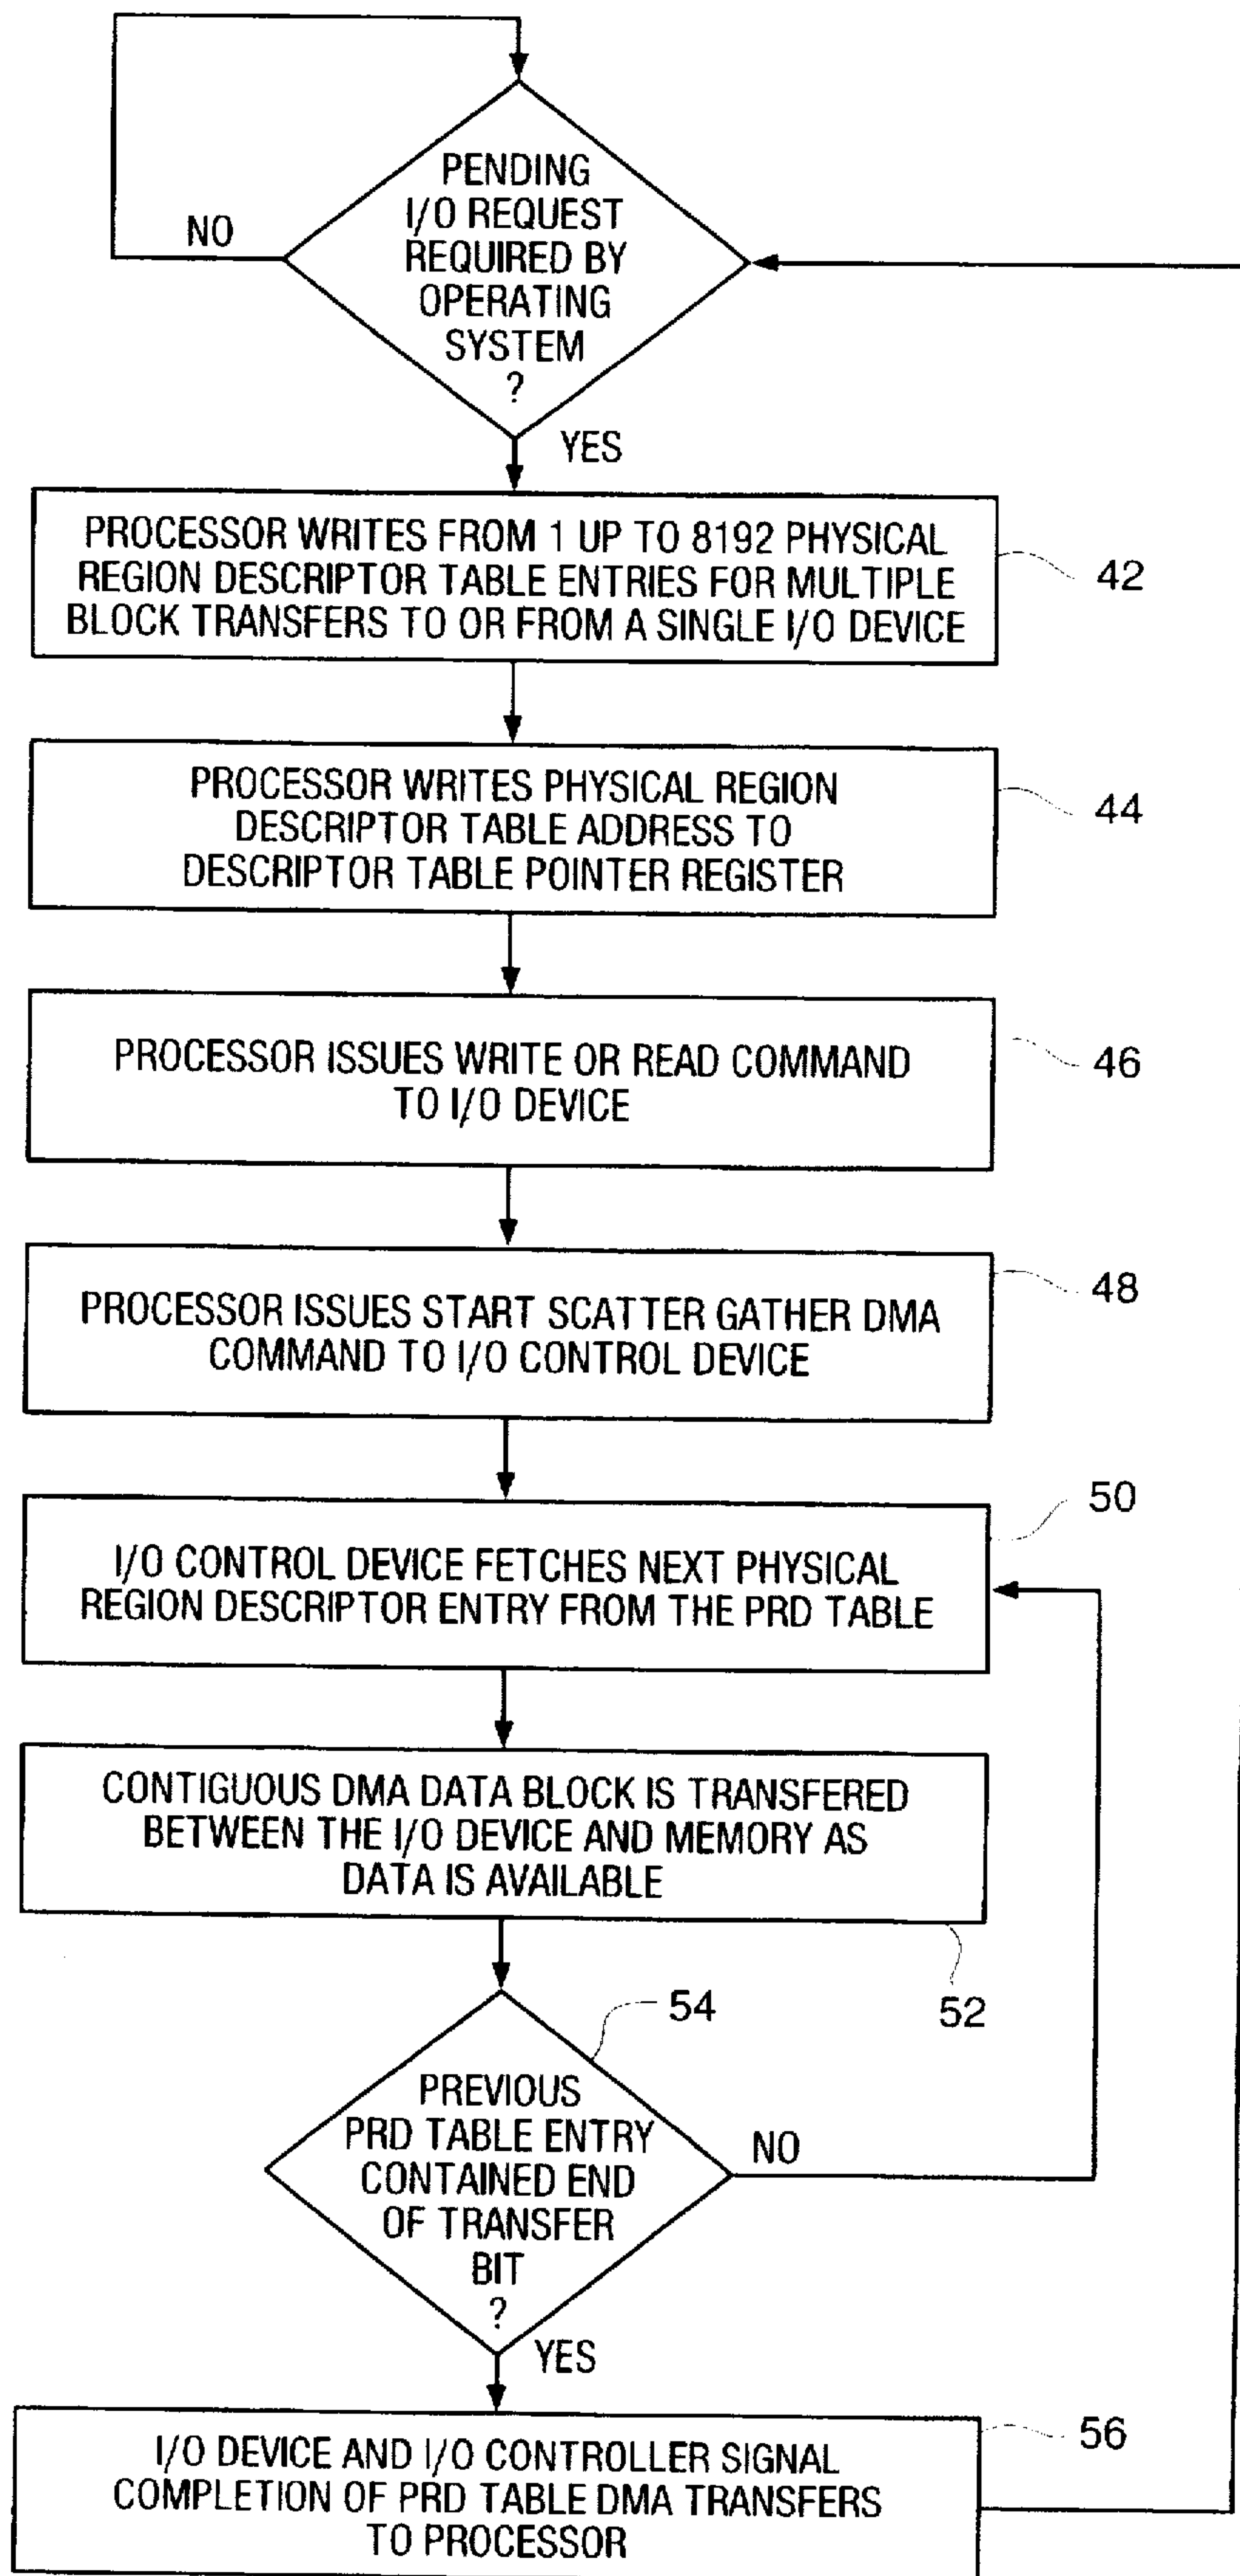 PENDING
I/O REQUEST
REQUIRED BY
OPERATING
SYSTEM
?
NO
YES
PROCESSOR WRITES FROM 1 UP TO 8192 PHYSICAL
REGION DESCRIPTOR TABLE ENTRIES FOR MULTIPLE
BLOCK TRANSFERS TO OR FROM A SINGLE I/O DEVICE
42
PROCESSOR WRITES PHYSICAL REGION
DESCRIPTOR TABLE ADDRESS TO
DESCRIPTOR TABLE POINTER REGISTER
44
PROCESSOR ISSUES WRITE OR READ COMMAND
TO I/O DEVICE
46
PROCESSOR ISSUES START SCATTER GATHER DMA
COMMAND TO I/O CONTROL DEVICE
48
I/O CONTROL DEVICE FETCHES NEXT PHYSICAL
REGION DESCRIPTOR ENTRY FROM THE PRD TABLE
50
CONTIGUOUS DMA DATA BLOCK IS TRANSFERED
BETWEEN THE I/O DEVICE AND MEMORY AS
DATA IS AVAILABLE
52
54
PREVIOUS
PRD TABLE ENTRY
CONTAINED END
OF TRANSFER
BIT
?
NO
YES
I/O DEVICE AND I/O CONTROLLER SIGNAL
COMPLETION OF PRD TABLE DMA TRANSFERS
TO PROCESSOR
56